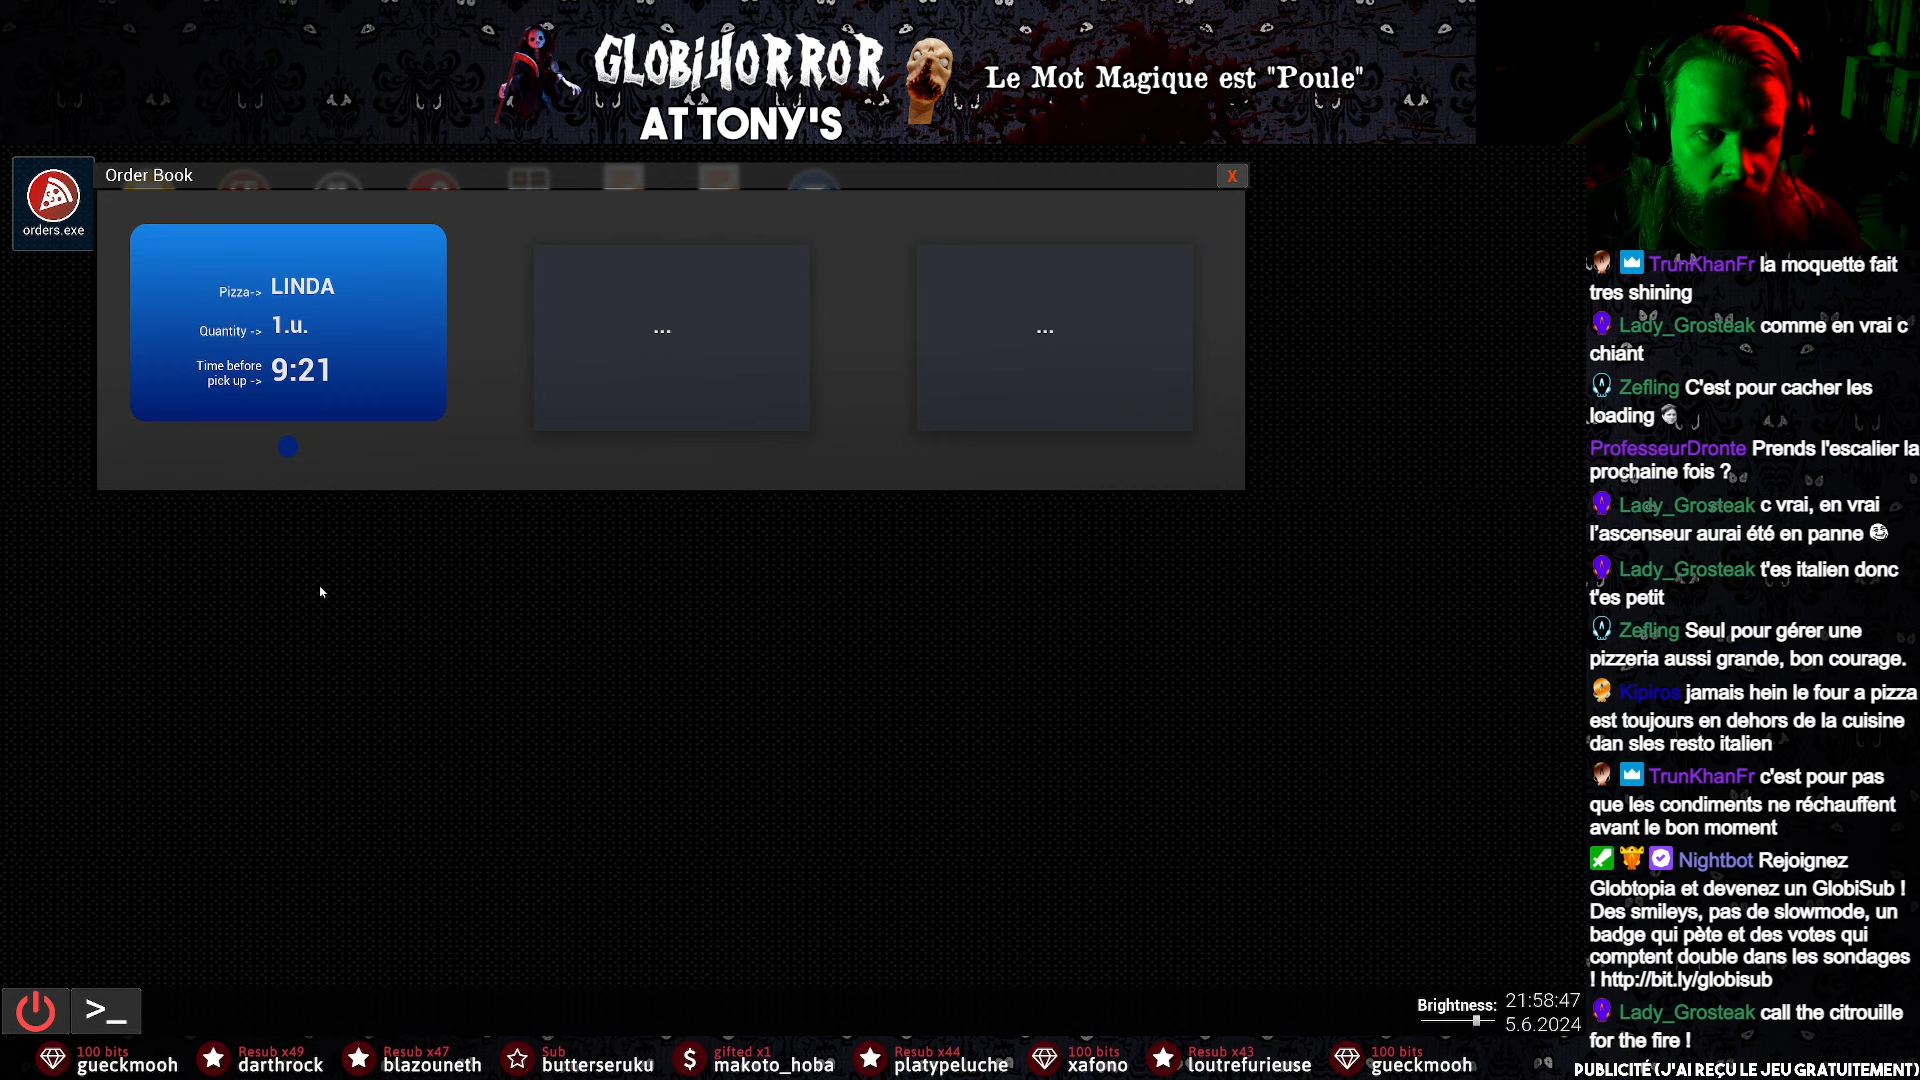 GLOBIHORROR
AT TONY'S
Le Mot Magique est "Poule"
orders.exe
Order Book
X
Pizza-> LINDA
Quantity -> 1.u.
Time before
pick up -> 9:21
...
...
TrunKhanFr la moquette fait
tres shining
Lady_Grosteak comme en vrai c
chiant
Zefling C'est pour cacher les
loading
ProfesseurDronte Prends l'escalier la
prochaine fois ?
Lady_Grosteak c vrai, en vrai
l'ascenseur aurai été en panne
Lady_Grosteak t'es italien donc
t'es petit
Zefling Seul pour gérer une
pizzeria aussi grande, bon courage.
Kipiros jamais hein le four a pizza
est toujours en dehors de la cuisine
dan sles resto italien
TrunKhanFr c'est pour pas
que les condiments ne réchauffent
avant le bon moment
Nightbot Rejoignez
Globtopia et devenez un GlobiSub !
Des smileys, pas de slowmode, un
badge qui pète et des votes qui
comptent double dans les sondages
! http://bit.ly/globisub
Lady_Grosteak call the citrouille
for the fire !
>_
Brightness:
21:58:47
5.6.2024
100 bits
gueckmooh
Resub x49
darthrock
Resub x47
blazouneth
Sub
butterseruku
$
gifted x1
makoto_hoba
Resub x44
platypeluche
100 bits
xafono
Resub x43
loutrefurieuse
100 bits
gueckmooh
PUBLICITÉ (J'AI REÇU LE JEU GRATUITEMENT)